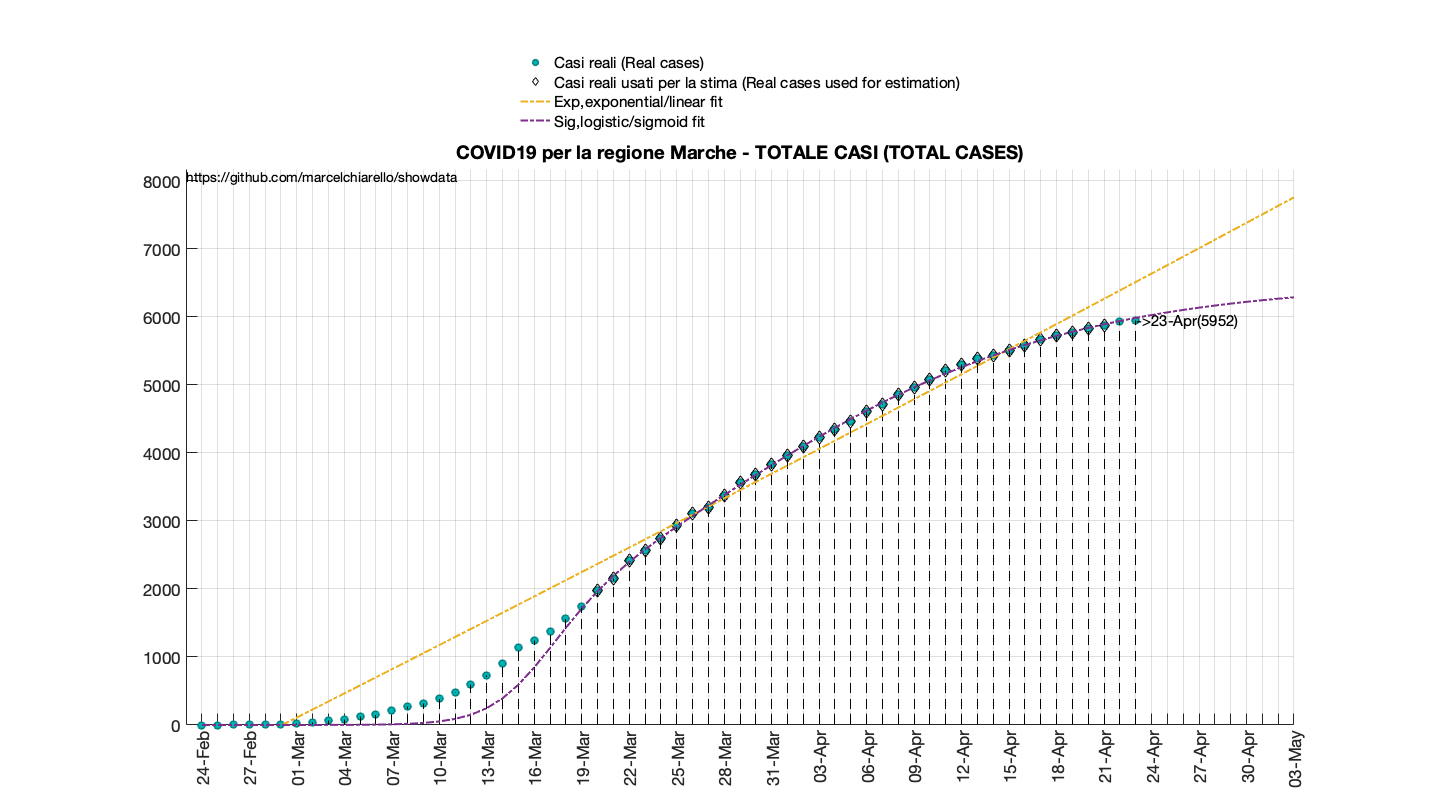 Casi reali (Real cases)
Casi reali usati per la stima (Real cases used for estimation)
Exp,exponential/linear fit
Sig,logistic/sigmoid fit
COVID19 per la regione Marche - TOTALE CASI (TOTAL CASES)
https://github.com/marcelchiarello/showdata
8000
7000
6000
5000
4000
3000
2000
1000
0
->23-Apr(5952)
24-Feb
27-Feb
01-Mar
04-Mar
07-Mar
10-Mar
13-Mar
16-Mar
19-Mar
22-Mar
25-Mar
28-Mar
31-Mar
03-Apr
06-Apr
09-Apr
12-Apr
15-Apr
18-Apr
21-Apr
24-Apr
27-Apr
30-Apr
03-May